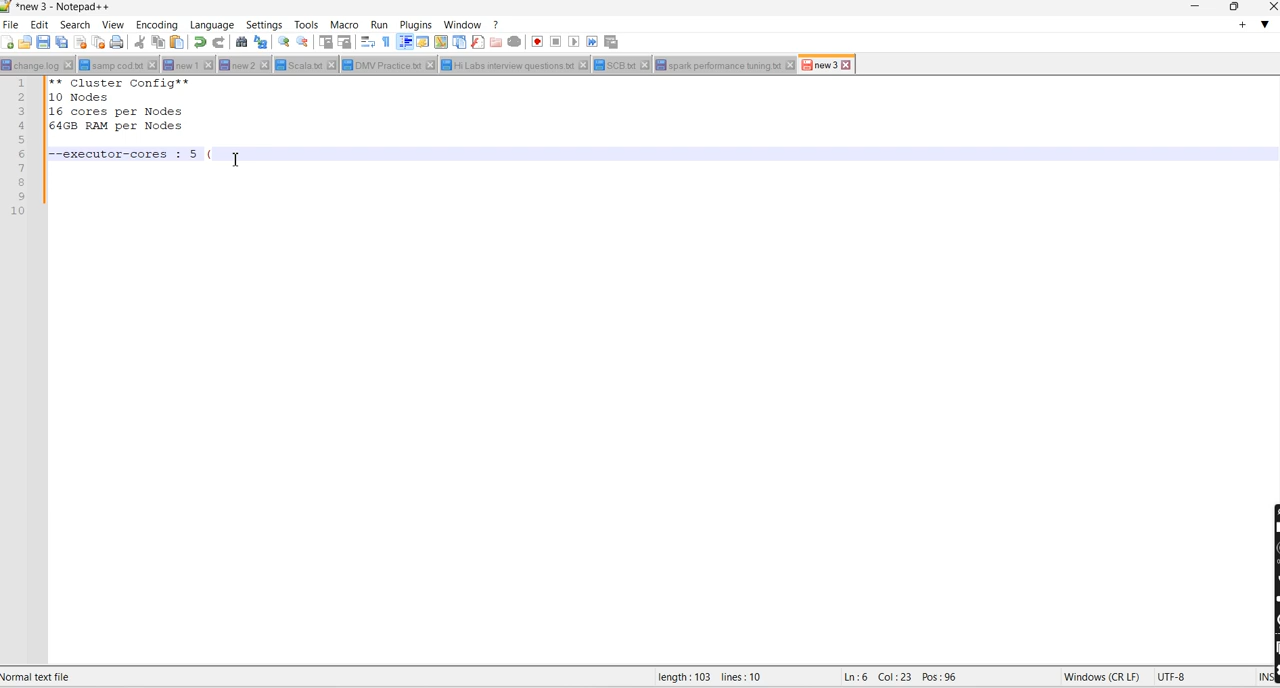 *new 3 - Notepad++
File Edit Search View Encoding Language Settings Tools Macro Run Plugins Window ?
change.log samp cod.txt new 1 new 2 Scala.txt DMV Practice.txt Hi Labs interview questions.txt SCB.txt spark performance tuning.txt new 3
1 ** Cluster Config**
2 10 Nodes
3 16 cores per Nodes
4 64GB RAM per Nodes
5
6 --executor-cores : 5 (
7
8
9
10
Normal text file length : 103 lines : 10 Ln : 6 Col : 23 Pos : 96 Windows (CR LF) UTF-8 INS